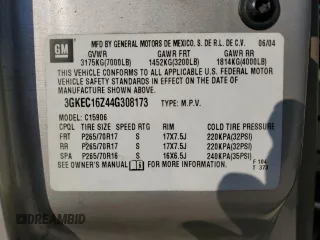 GM
MFD BY GENERAL MOTORS DE MEXICO, S. DE R.L. DE C.V. 06/04
GVWR GAWR FRT GAWR RR
3175KG(7000LB) 1452KG(3200LB) 1814KG(4000LB)
THIS VEHICLE CONFORMS TO ALL APPLICABLE U.S. FEDERAL
MOTOR VEHICLE SAFETY STANDARDS IN EFFECT ON THE DATE
OF MANUFACTURE SHOWN ABOVE.
3GKEC16Z44G308173 TYPE: M.P.V.
MODEL: C15906
CPOL TIRE SIZE SPEED RTG RIM COLD TIRE PRESSURE
FRT P265/70R17 S 17X7.5J 220KPA(32PSI)
RR P265/70R17 S 17X7.5J 220KPA(32PSI)
SPA P265/70R16 S 16X6.5J 240KPA(35PSI)
SEE OWNER'S MANUAL FOR MORE INFORMATION.
F 104
T 373
AUTOBIDMASTER